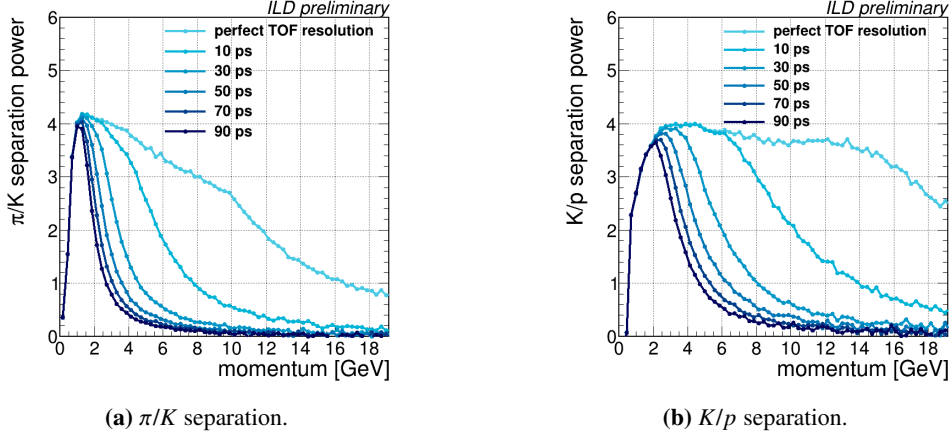 ILD preliminary
π/K separation power
6
5
4
3
2
1
0
perfect TOF resolution
10 ps
30 ps
50 ps
70 ps
90 ps
0 2 4 6 8 10 12 14 16 18
momentum [GeV]
(a) π/K separation.
ILD preliminary
K/p separation power
6
5
4
3
2
1
0
perfect TOF resolution
10 ps
30 ps
50 ps
70 ps
90 ps
0 2 4 6 8 10 12 14 16 18
momentum [GeV]
(b) K/p separation.